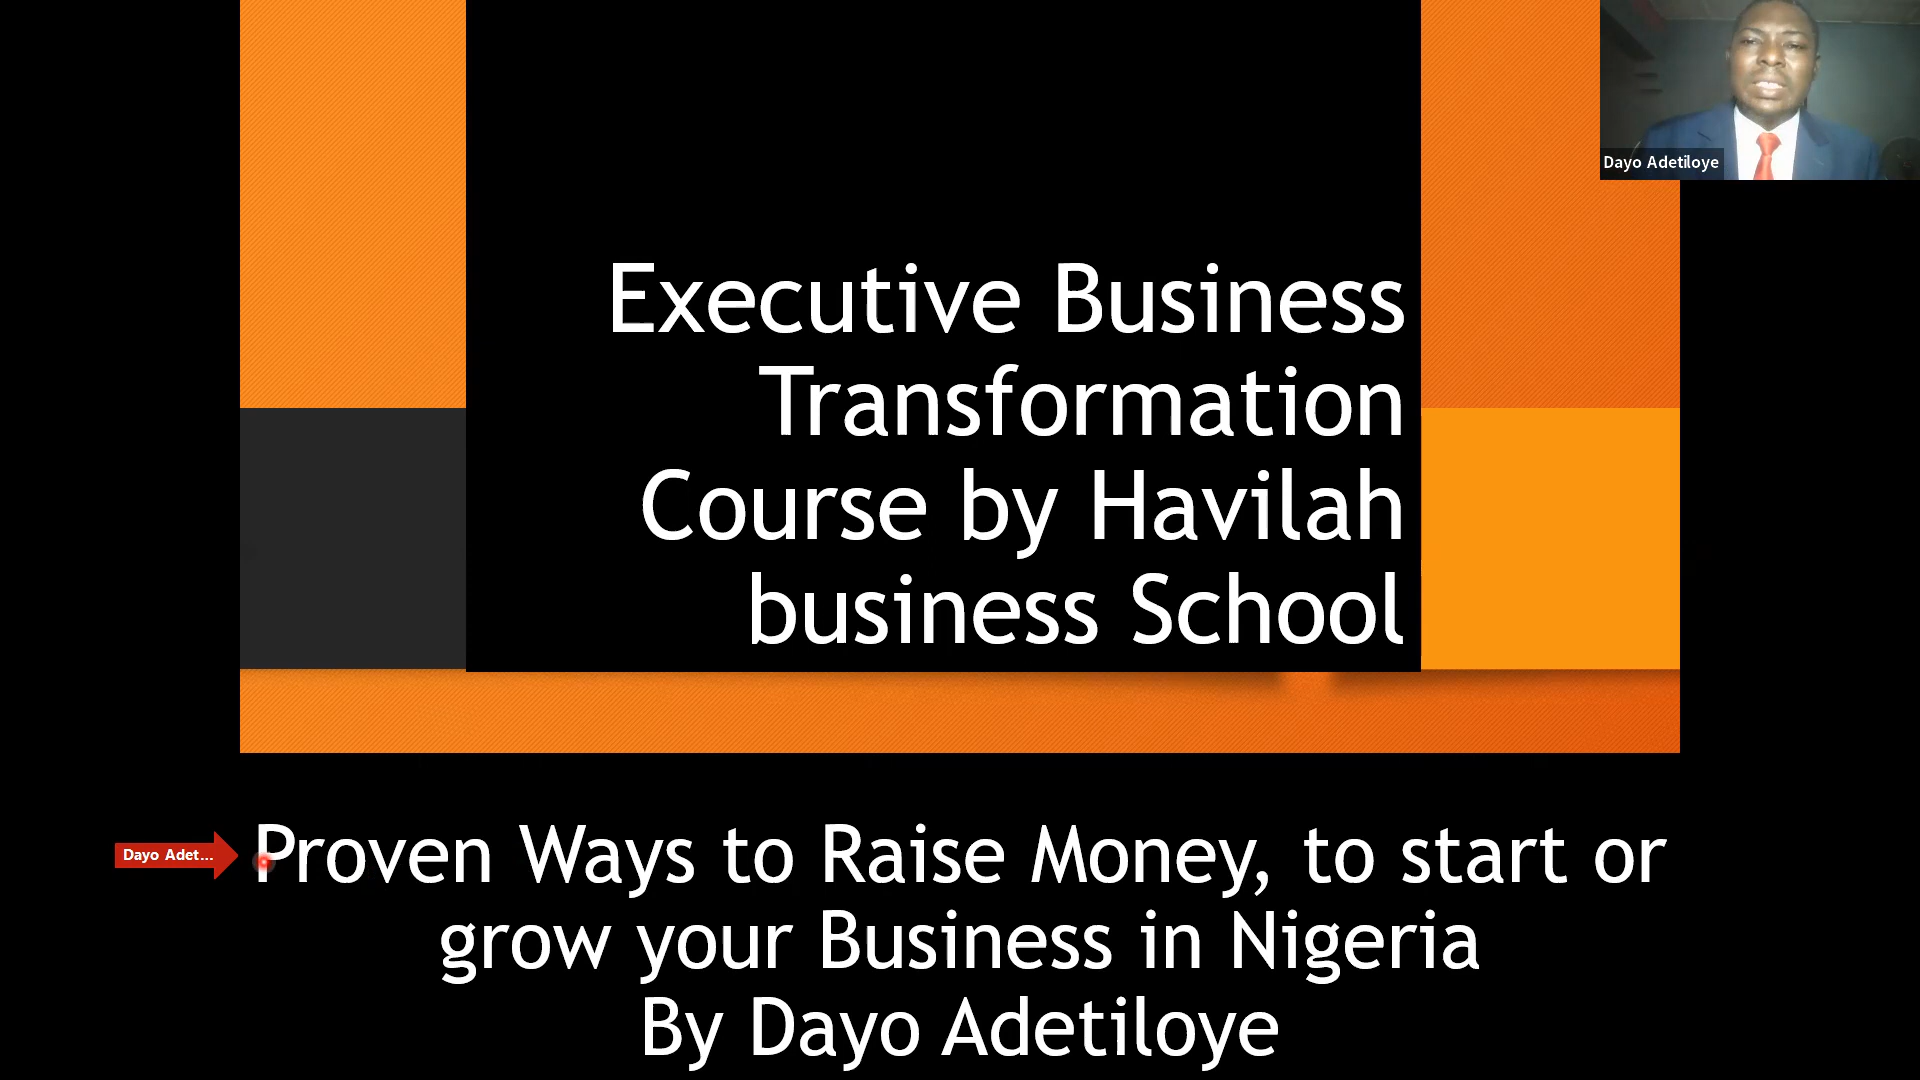 Dayo Adetiloye
Executive Business
Transformation
Course by Havilah
business School
Dayo Adet...
Proven Ways to Raise Money, to start or
grow your Business in Nigeria
By Dayo Adetiloye